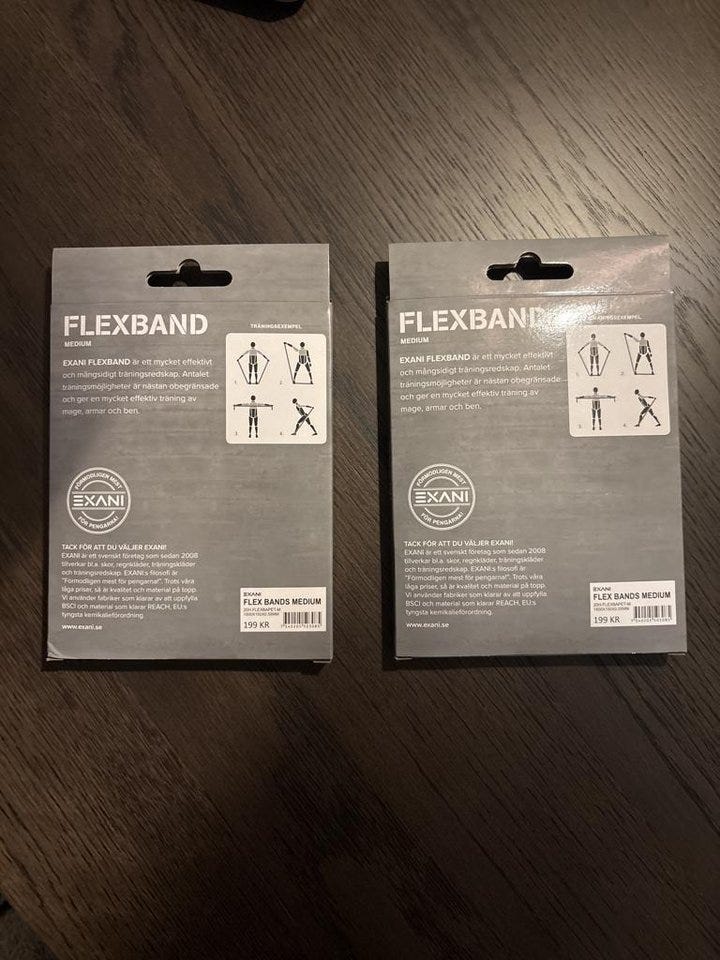 FLEXBAND
MEDIUM
TRÄNINGSEXEMPEL
EXANI FLEXBAND är ett mycket effektivt
och mångsidigt träningsredskap. Antalet
träningsmöjligheter är nästan obegränsade
och ger en mycket effektiv träning av
mage, armar och ben.
1.
2.
3.
4.
FÖRMODLIGEN MEST
EXANI
FÖR PENGARNA!
TACK FÖR ATT DU VÄLJER EXANI!
EXANI är ett svenskt företag som sedan 2008
tillverkar bl.a. skor, regnkläder, träningskläder
och träningsredskap. EXANI:s filosofi är
"Förmodligen mest för pengarna!". Trots våra
låga priser, så är kvalitet och material på topp.
Vi använder fabriker som klarar av att uppfylla
BSCI och material som klarar REACH, EU:s
tyngsta kemikalieförordning.
www.exani.se
EXANI
FLEX BANDS MEDIUM
199 KR
FLEXBAND
MEDIUM
TRÄNINGSEXEMPEL
EXANI FLEXBAND är ett mycket effektivt
och mångsidigt träningsredskap. Antalet
träningsmöjligheter är nästan obegränsade
och ger en mycket effektiv träning av
mage, armar och ben.
1.
2.
3.
4.
FÖRMODLIGEN MEST
EXANI
FÖR PENGARNA!
TACK FÖR ATT DU VÄLJER EXANI!
EXANI är ett svenskt företag som sedan 2008
tillverkar bl.a. skor, regnkläder, träningskläder
och träningsredskap. EXANI:s filosofi är
"Förmodligen mest för pengarna!". Trots våra
låga priser, så är kvalitet och material på topp.
Vi använder fabriker som klarar av att uppfylla
BSCI och material som klarar REACH, EU:s
tyngsta kemikalieförordning.
www.exani.se
EXANI
FLEX BANDS MEDIUM
199 KR